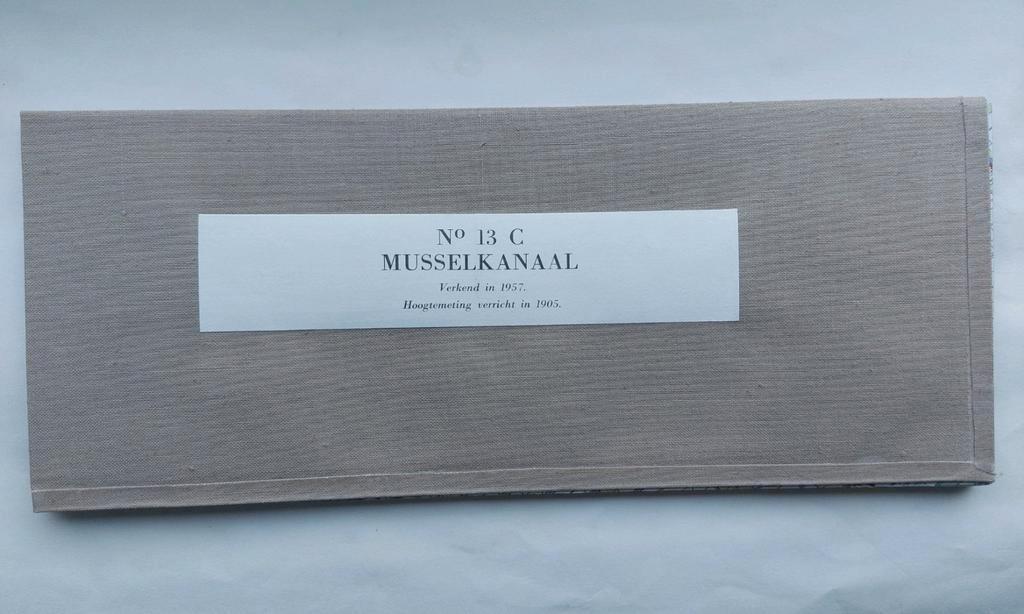 Nº 13 C
MUSSELKANAAL
Verkend in 1957.
Hoogtemeting verricht in 1905.